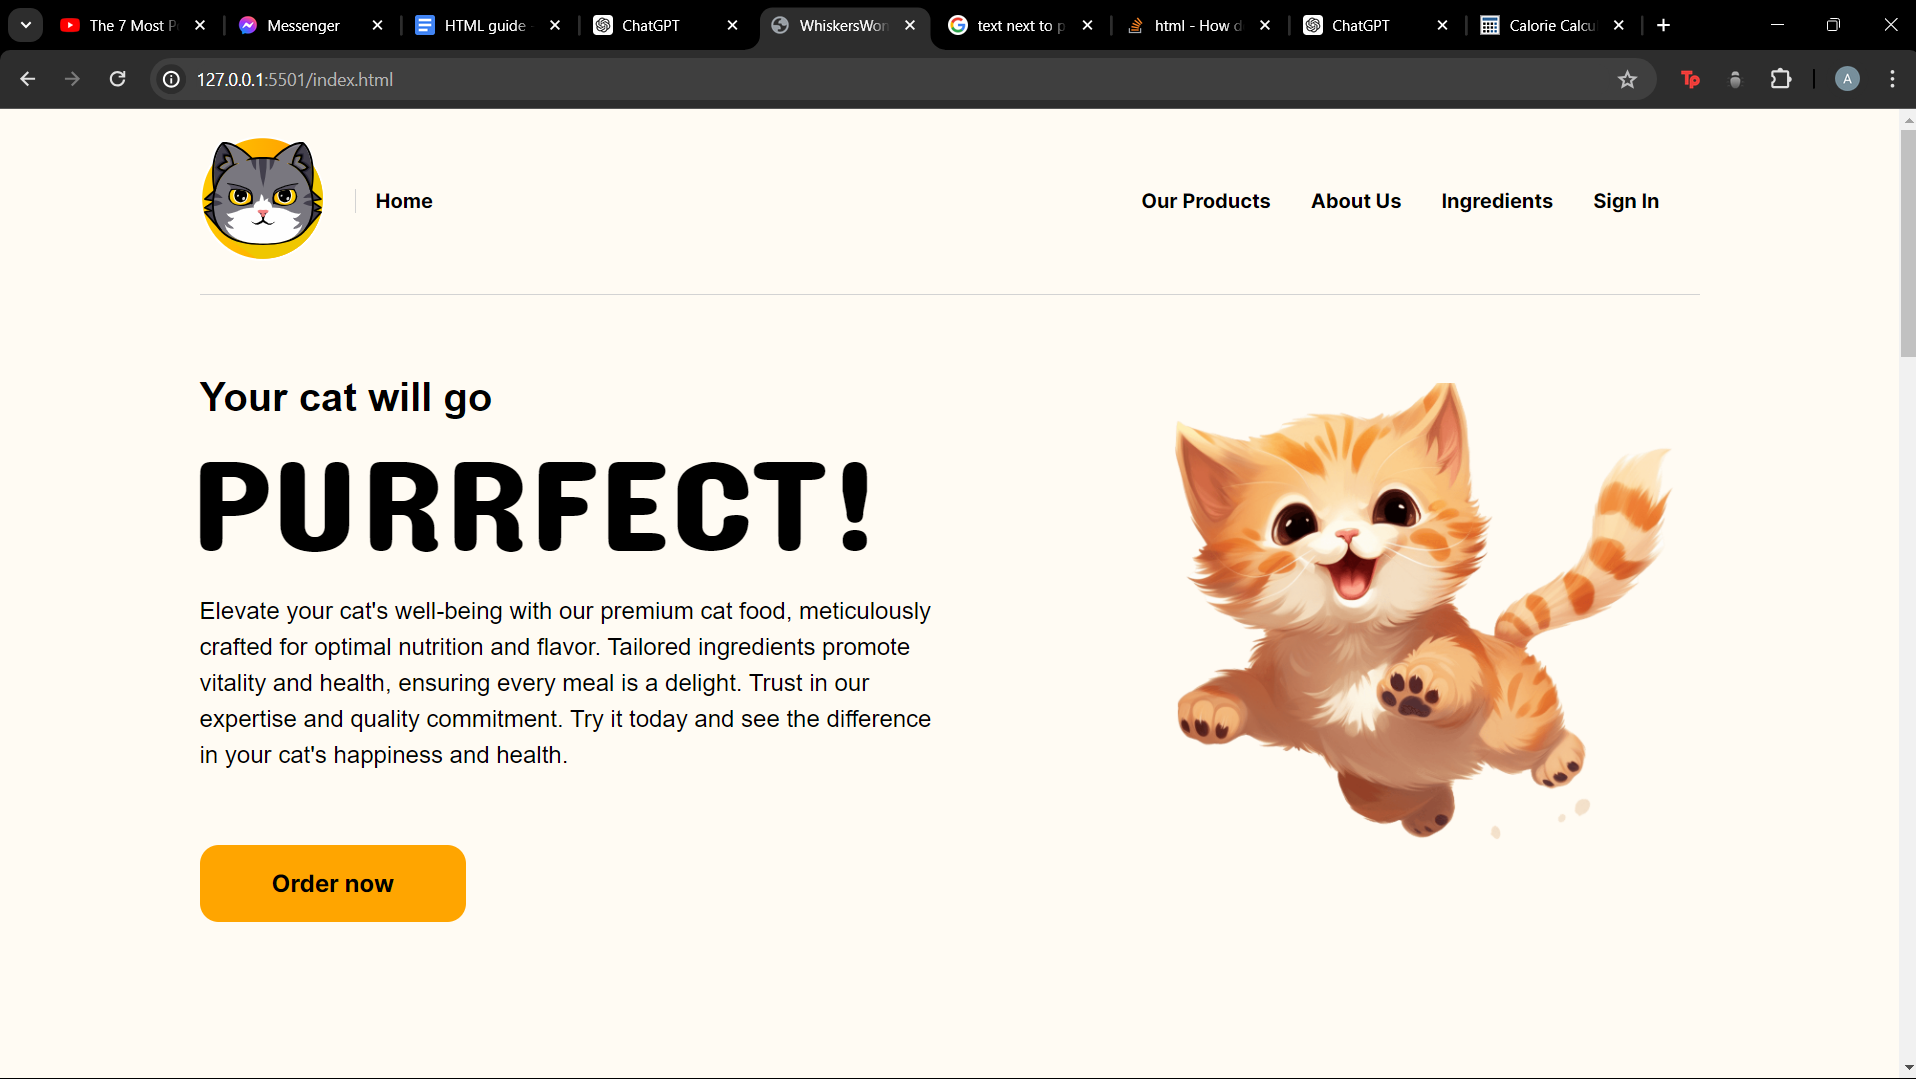 The 7 Most P
Messenger
HTML guide
ChatGPT
WhiskersWon
text next to p
html - How d
ChatGPT
Calorie Calcu
127.0.0.1:5501/index.html
Tp
A
Home
Our Products
About Us
Ingredients
Sign In
Your cat will go
PURRFECT!
Elevate your cat's well-being with our premium cat food, meticulously
crafted for optimal nutrition and flavor. Tailored ingredients promote
vitality and health, ensuring every meal is a delight. Trust in our
expertise and quality commitment. Try it today and see the difference
in your cat's happiness and health.
Order now